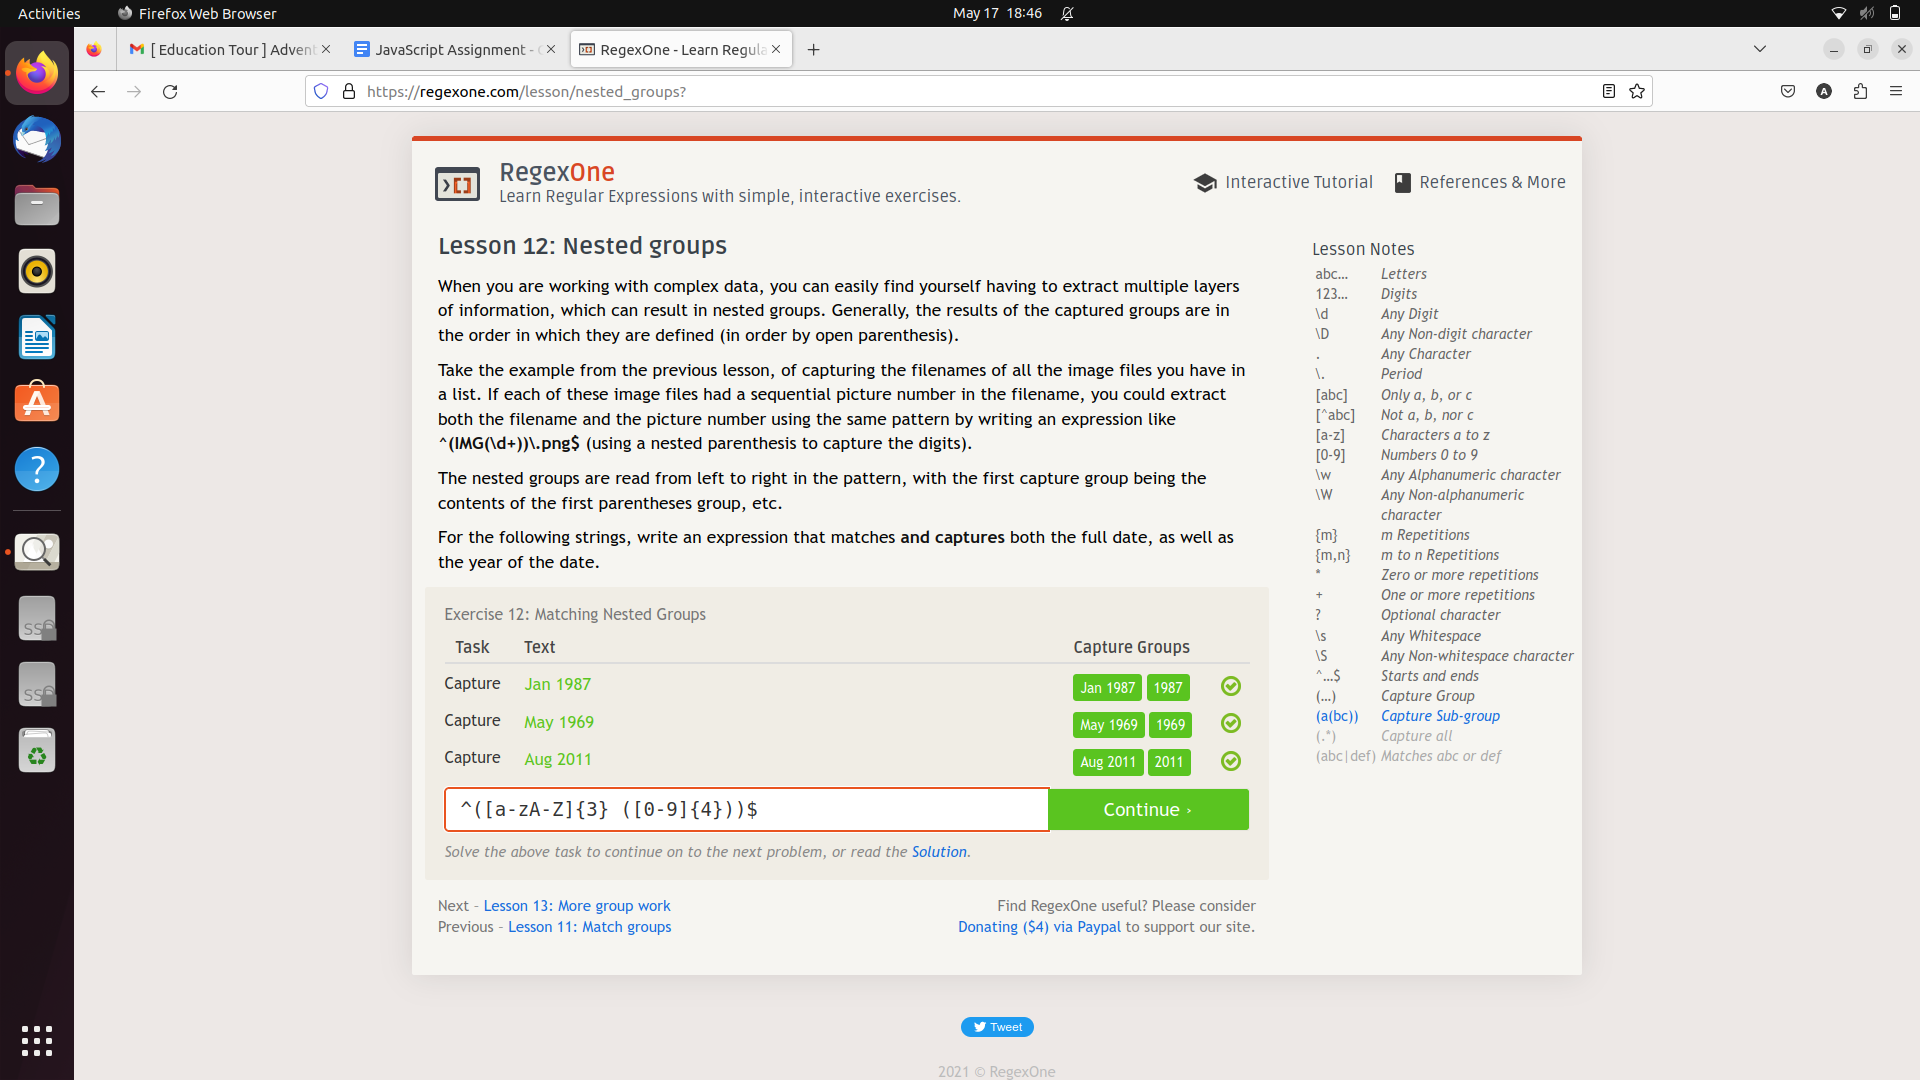 Activities
Firefox Web Browser
May 17 18:46
[ Education Tour ] Advent
JavaScript Assignment -
RegexOne - Learn Regula
https://regexone.com/lesson/nested_groups?
A
RegexOne
Learn Regular Expressions with simple, interactive exercises.
Interactive Tutorial
References & More
Lesson 12: Nested groups
When you are working with complex data, you can easily find yourself having to extract multiple layers
of information, which can result in nested groups. Generally, the results of the captured groups are in
the order in which they are defined (in order by open parenthesis).
Take the example from the previous lesson, of capturing the filenames of all the image files you have in
a list. If each of these image files had a sequential picture number in the filename, you could extract
both the filename and the picture number using the same pattern by writing an expression like
^(IMG(\d+))\.png$ (using a nested parenthesis to capture the digits).
The nested groups are read from left to right in the pattern, with the first capture group being the
contents of the first parentheses group, etc.
For the following strings, write an expression that matches and captures both the full date, as well as
the year of the date.
Exercise 12: Matching Nested Groups
Task Text Capture Groups
Capture Jan 1987 Jan 1987 1987
Capture May 1969 May 1969 1969
Capture Aug 2011 Aug 2011 2011
^([a-zA-Z]{3} ([0-9]{4}))$
Continue ›
Solve the above task to continue on to the next problem, or read the Solution.
Next - Lesson 13: More group work
Previous - Lesson 11: Match groups
Find RegexOne useful? Please consider
Donating ($4) via Paypal to support our site.
Lesson Notes
abc... Letters
123... Digits
\d Any Digit
\D Any Non-digit character
. Any Character
\. Period
[abc] Only a, b, or c
[^abc] Not a, b, nor c
[a-z] Characters a to z
[0-9] Numbers 0 to 9
\w Any Alphanumeric character
\W Any Non-alphanumeric
character
{m} m Repetitions
{m,n} m to n Repetitions
* Zero or more repetitions
+ One or more repetitions
? Optional character
\s Any Whitespace
\S Any Non-whitespace character
^...$ Starts and ends
(...) Capture Group
(a(bc)) Capture Sub-group
(.*) Capture all
(abc|def) Matches abc or def
Tweet
2021 © RegexOne